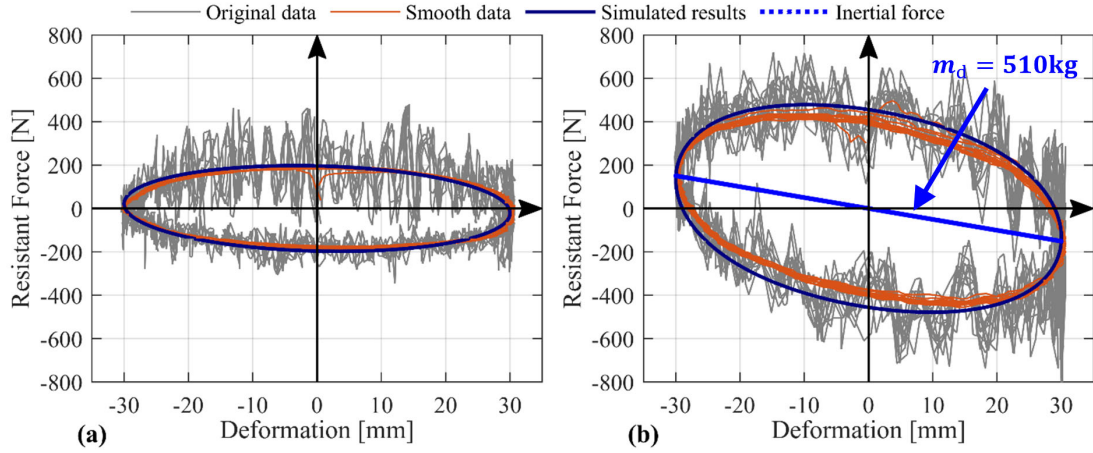 Original data Smooth data Simulated results Inertial force
800
600
400
200
0
-200
-400
-600
-800
-30 -20 -10 0 10 20 30
Resistant Force [N]
Deformation [mm]
(a)
800
600
400
200
0
-200
-400
-600
-800
-30 -20 -10 0 10 20 30
Resistant Force [N]
Deformation [mm]
(b)
m_d = 510kg